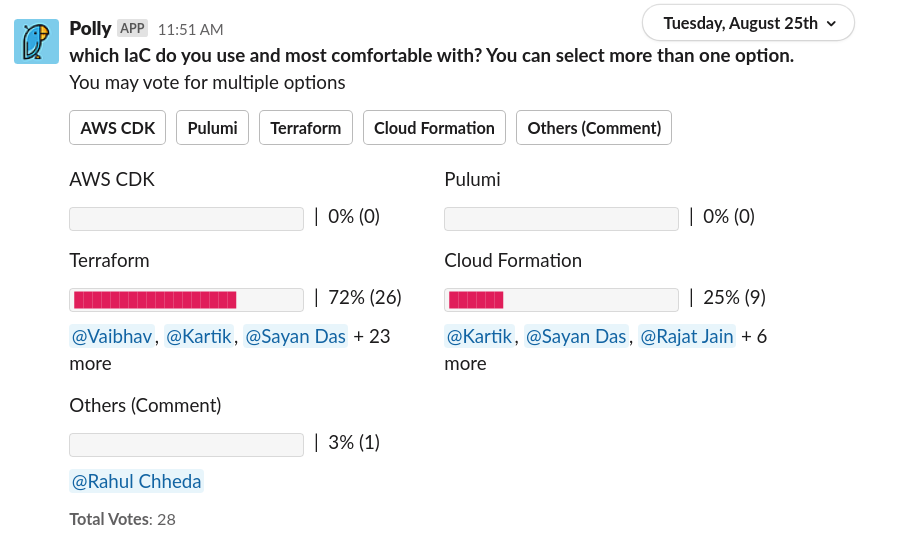 Polly APP 11:51 AM
Tuesday, August 25th
which IaC do you use and most comfortable with? You can select more than one option.
You may vote for multiple options
AWS CDK Pulumi Terraform Cloud Formation Others (Comment)
AWS CDK
| 0% (0)
Pulumi
| 0% (0)
Terraform
| 72% (26)
@Vaibhav, @Kartik, @Sayan Das + 23
more
Cloud Formation
| 25% (9)
@Kartik, @Sayan Das, @Rajat Jain + 6
more
Others (Comment)
| 3% (1)
@Rahul Chheda
Total Votes: 28